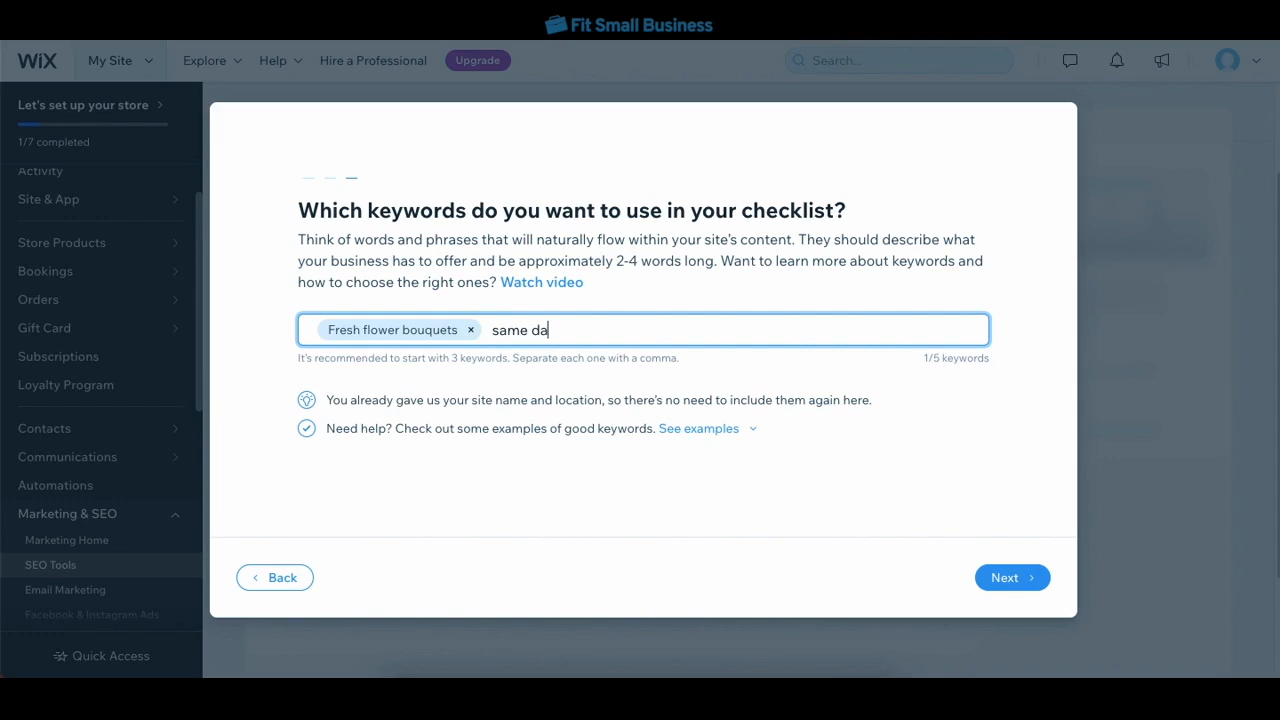 Fit Small Business
WiX
My Site
Explore
Help
Hire a Professional
Upgrade
Search...
Let's set up your store
1/7 completed
Activity
Site & App
Store Products
Bookings
Orders
Gift Card
Subscriptions
Loyalty Program
Contacts
Communications
Automations
Marketing & SEO
Marketing Home
SEO Tools
Email Marketing
Facebook & Instagram Ads
Quick Access
Which keywords do you want to use in your checklist?
Think of words and phrases that will naturally flow within your site's content. They should describe what
your business has to offer and be approximately 2-4 words long. Want to learn more about keywords and
how to choose the right ones? Watch video
Fresh flower bouquets × same da
It's recommended to start with 3 keywords. Separate each one with a comma.
1/5 keywords
You already gave us your site name and location, so there's no need to include them again here.
Need help? Check out some examples of good keywords. See examples
Back
Next